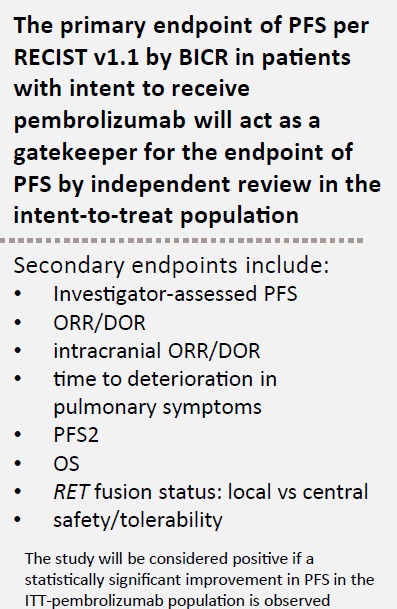 The primary endpoint of PFS per
RECIST v1.1 by BICR in patients
with intent to receive
pembrolizumab will act as a
gatekeeper for the endpoint of
PFS by independent review in the
intent-to-treat population
Secondary endpoints include:
• Investigator-assessed PFS
• ORR/DOR
• intracranial ORR/DOR
• time to deterioration in
pulmonary symptoms
• PFS2
• OS
• RET fusion status: local vs central
• safety/tolerability
The study will be considered positive if a
statistically significant improvement in PFS in the
ITT-pembrolizumab population is observed